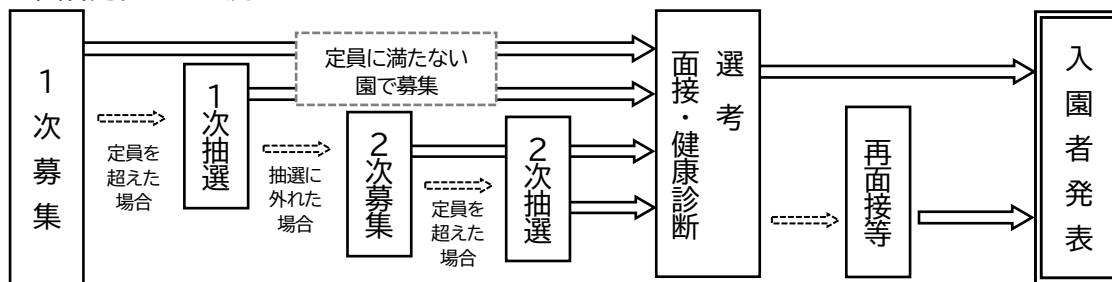 1次募集
定員を
超えた
場合
1次抽選
抽選に
外れた
場合
定員に満たない
園で募集
2次募集
定員を
超えた
場合
2次抽選
選考
面接・健康診断
再面接等
入園者発表